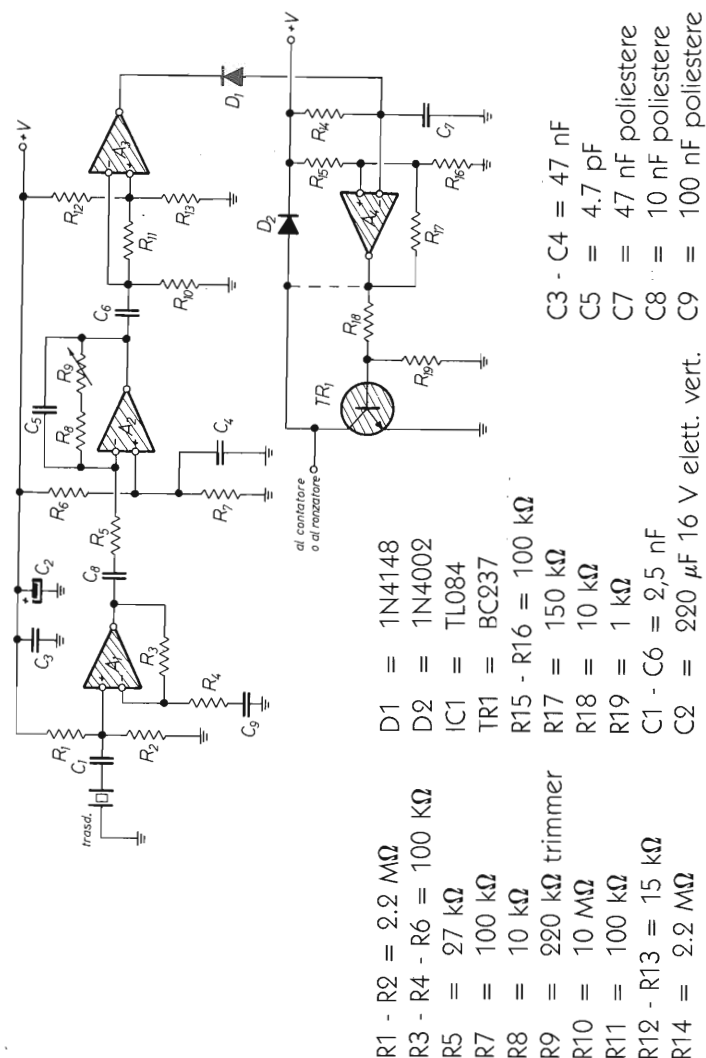 +V
C3
C2
R1
R2
C1
trasd.
A1
R3
R4
C9
C8
R5
R6
R7
C4
C5
R8
R9
A2
C6
R10
R11
R12
R13
A3
+V
D1
+V
D2
R14
R15
R16
C7
A4
R17
R18
R19
TR1
al contatore
o al ronzatore
R1 - R2 = 2.2 MΩ
R3 - R4 - R6 = 100 KΩ
R5 = 27 kΩ
R7 = 100 kΩ
R8 = 10 kΩ
R9 = 220 kΩ trimmer
R10 = 10 MΩ
R11 = 100 kΩ
R12 - R13 = 15 kΩ
R14 = 2.2 MΩ
D1 = 1N4148
D2 = 1N4002
IC1 = TL084
TR1 = BC237
R15 - R16 = 100 kΩ
R17 = 150 kΩ
R18 = 10 kΩ
R19 = 1 kΩ
C1 - C6 = 2,5 nF
C2 = 220 μF 16 V elett. vert.
C3 - C4 = 47 nF
C5 = 4.7 pF
C7 = 47 nF poliestere
C8 = 10 nF poliestere
C9 = 100 nF poliestere